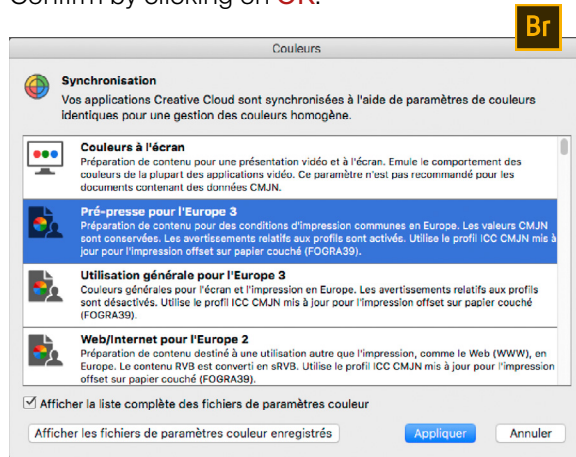 Confirm by clicking on OK.
Br
Couleurs
Synchronisation
Vos applications Creative Cloud sont synchronisées à l'aide de paramètres de couleurs
identiques pour une gestion des couleurs homogène.
Couleurs à l'écran
Préparation de contenu pour une présentation vidéo et à l'écran. Emule le comportement des
couleurs de la plupart des applications vidéo. Ce paramètre n'est pas recommandé pour les
documents contenant des données CMJN.
Pré-presse pour l'Europe 3
Préparation de contenu pour des conditions d'impression communes en Europe. Les valeurs CMJN
sont conservées. Les avertissements relatifs aux profils sont activés. Utilise le profil ICC CMJN mis à
jour pour l'impression offset sur papier couché (FOGRA39).
Utilisation générale pour l'Europe 3
Couleurs générales pour l'écran et l'impression en Europe. Les avertissements relatifs aux profils
sont désactivés. Utilise le profil ICC CMJN mis à jour pour l'impression offset sur papier couché
(FOGRA39).
Web/Internet pour l'Europe 2
Préparation de contenu destiné à une utilisation autre que l'impression, comme le Web (WWW), en
Europe. Le contenu RVB est converti en sRVB. Utilise le profil ICC CMJN mis à jour pour l'impression
offset sur papier couché (FOGRA39).
Afficher la liste complète des fichiers de paramètres couleur
Afficher les fichiers de paramètres couleur enregistrés
Appliquer
Annuler